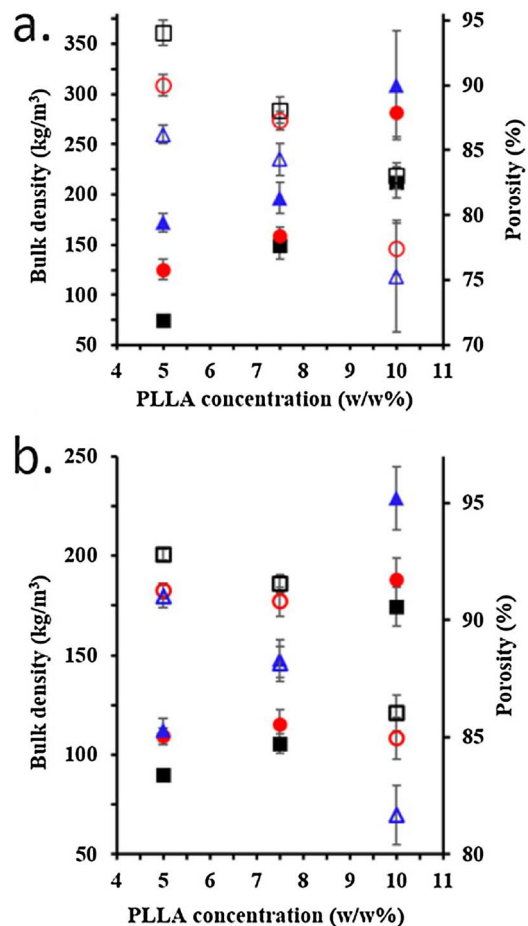 a.
Bulk density (kg/m³)
350
300
250
200
150
100
50
95
90
85
80
75
70
Porosity (%)
4 5 6 7 8 9 10 11
PLLA concentration (w/w%)
b.
Bulk density (kg/m³)
250
200
150
100
50
95
90
85
80
Porosity (%)
4 5 6 7 8 9 10 11
PLLA concentration (w/w%)